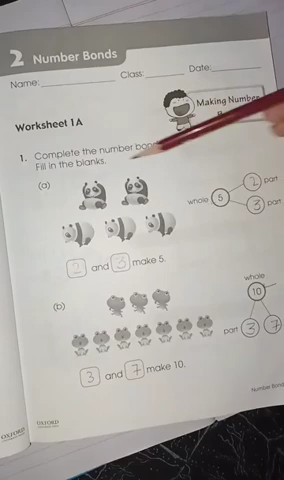 2 Number Bonds
Name: Class: Date:
Making Number
Worksheet 1A
1. Complete the number
Fill in the blanks.
(a)
2 part
whole 5
3 part
2 and 3 make 5.
(b)
whole
10
part 3 7
3 and 7 make 10.
Number Bonds
OXFORD
OXFORD